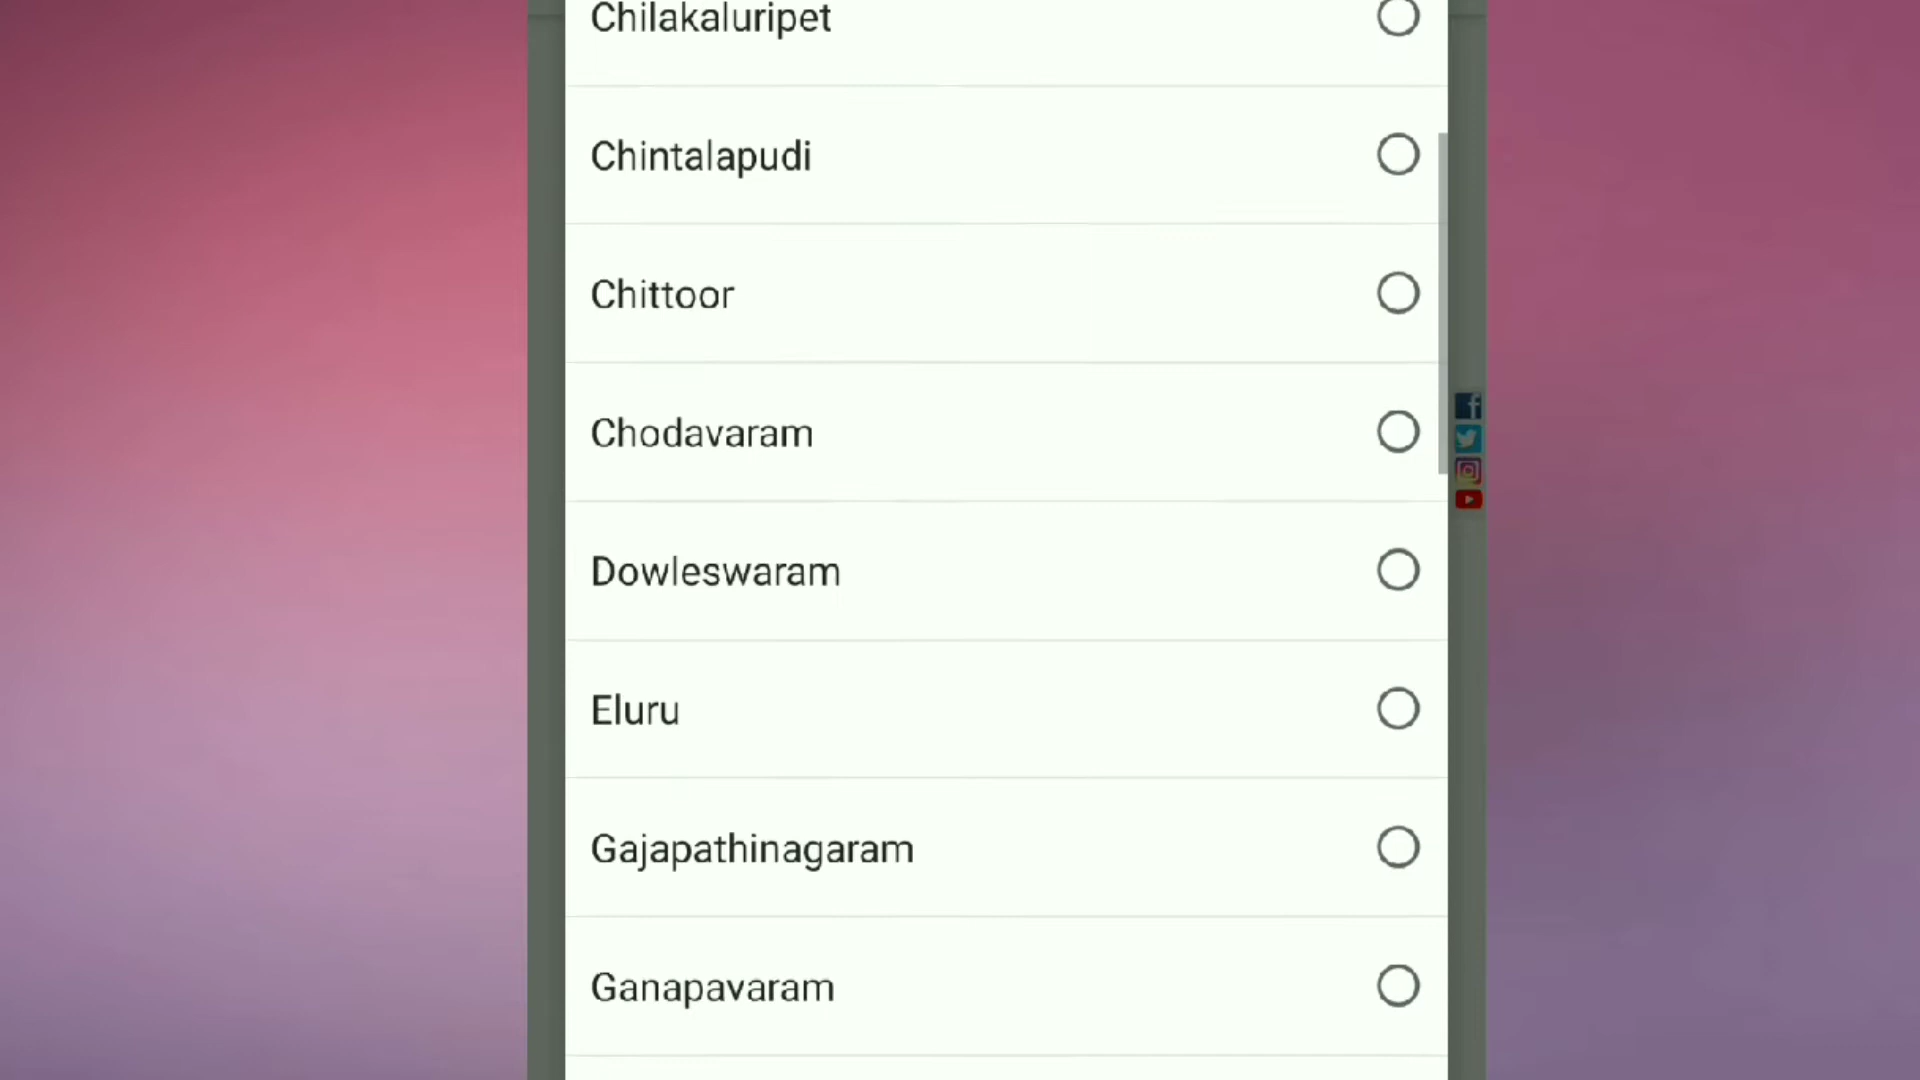 Chilakaluripet
Chintalapudi
Chittoor
Chodavaram
Dowleswaram
Eluru
Gajapathinagaram
Ganapavaram